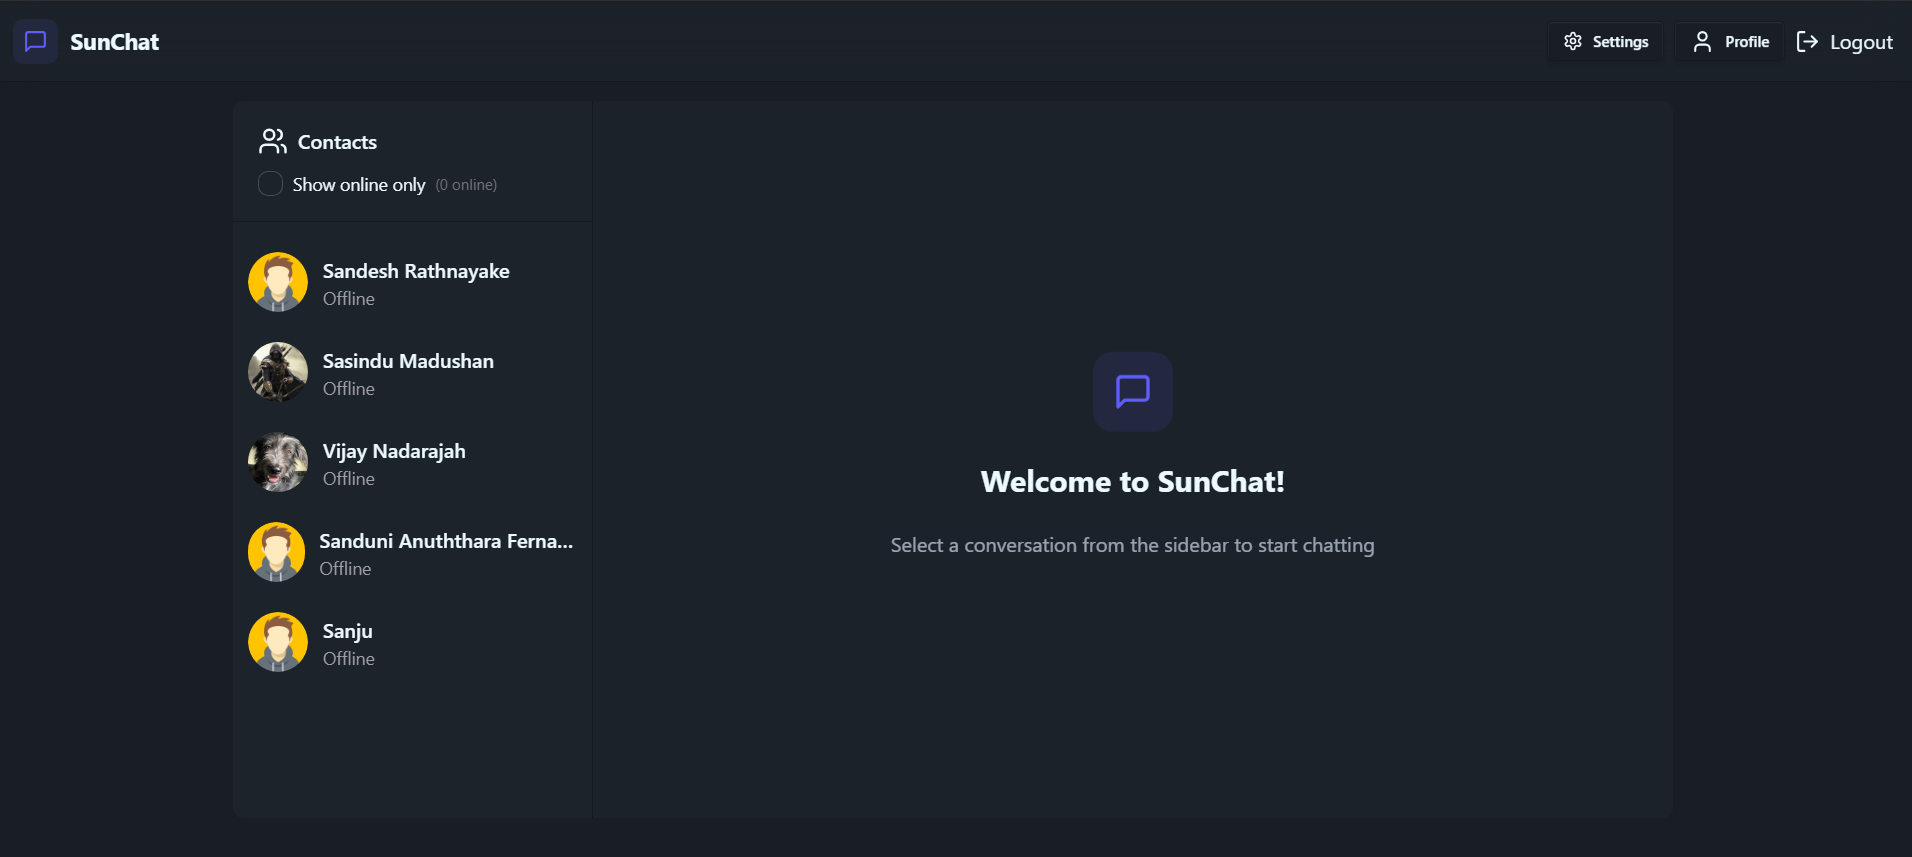 SunChat
Settings
Profile
Logout
Contacts
Show online only (0 online)
Sandesh Rathnayake
Offline
Sasindu Madushan
Offline
Vijay Nadarajah
Offline
Sanduni Anuththara Ferna...
Offline
Sanju
Offline
Welcome to SunChat!
Select a conversation from the sidebar to start chatting